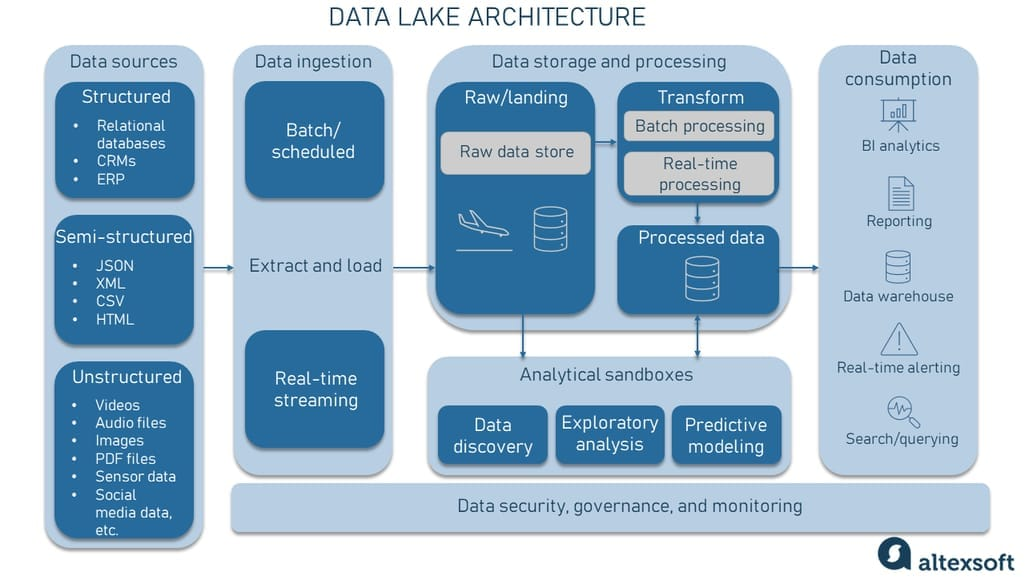 DATA LAKE ARCHITECTURE
Data sources
Structured
• Relational
databases
• CRMs
• ERP
Semi-structured
• JSON
• XML
• CSV
• HTML
Unstructured
• Videos
• Audio files
• Images
• PDF files
• Sensor data
• Social
media data,
etc.
Data ingestion
Batch/
scheduled
Extract and load
Real-time
streaming
Data storage and processing
Raw/landing
Raw data store
Transform
Batch processing
Real-time
processing
Processed data
Analytical sandboxes
Data
discovery
Exploratory
analysis
Predictive
modeling
Data
consumption
BI analytics
Reporting
Data warehouse
Real-time alerting
Search/querying
Data security, governance, and monitoring
altexsoft